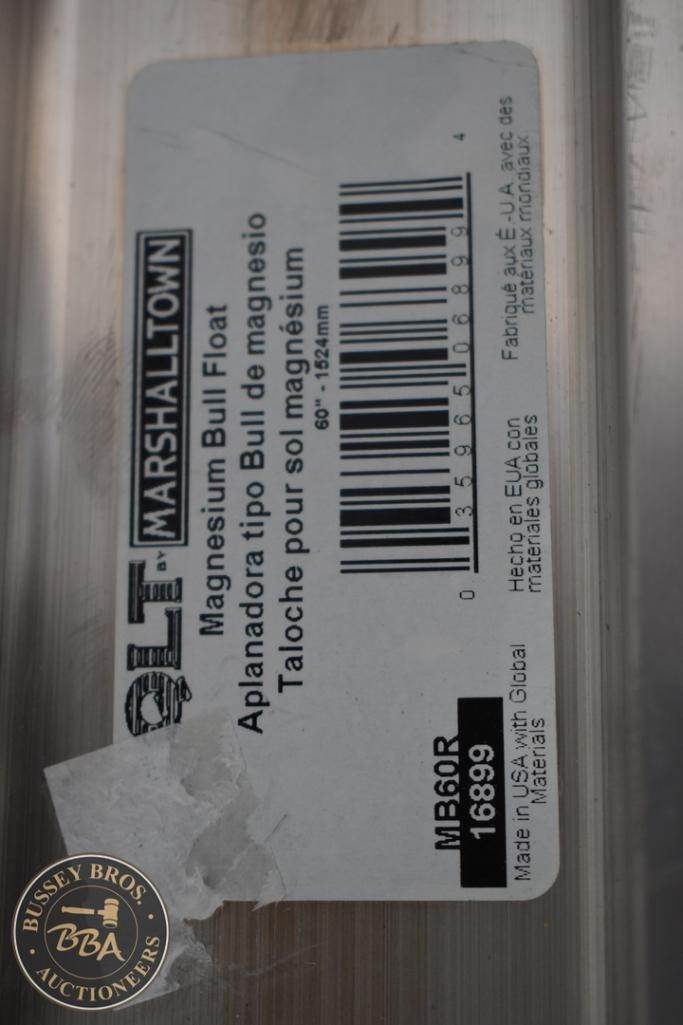 QLT BY MARSHALLTOWN
Magnesium Bull Float
Aplanadora tipo Bull de magnesio
Taloche pour sol magnésium
60" - 1524mm
0 35965 06899 4
MB60R
16899
Made in USA with Global
Materials
Hecho en EUA con
materiales globales
Fabriqué aux É.-U.A. avec des
matériaux mondiaux
BUSSEY BROS.
BBA
AUCTIONEERS